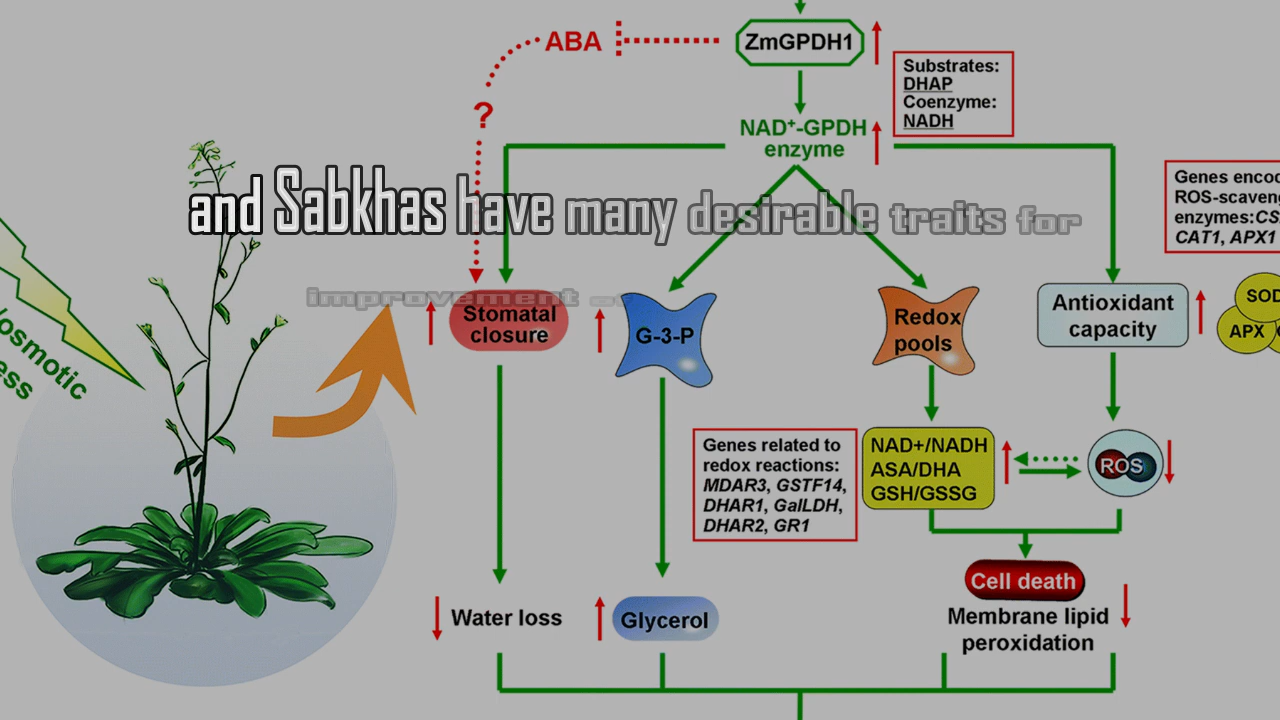 ABA
ZmGPDH1
Substrates:
DHAP
Coenzyme:
NADH
?
NAD+-GPDH
enzyme
and Sabkhas have many desirable traits for
improvement
Genes encod
ROS-scaveng
enzymes:CS
CAT1, APX1
/osmotic
ess
Stomatal
closure
G-3-P
Redox
pools
Antioxidant
capacity
SOD
APX
Genes related to
redox reactions:
MDAR3, GSTF14,
DHAR1, GalLDH,
DHAR2, GR1
NAD+/NADH
ASA/DHA
GSH/GSSG
ROS
Cell death
Water loss
Glycerol
Membrane lipid
peroxidation